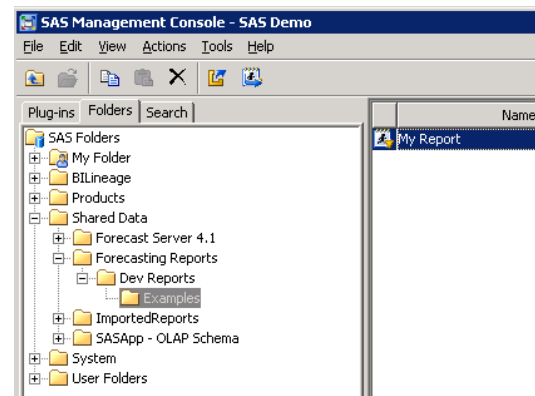 SAS Management Console - SAS Demo
File Edit View Actions Tools Help
Plug-ins Folders Search
Name
SAS Folders
My Report
My Folder
BILineage
Products
Shared Data
Forecast Server 4.1
Forecasting Reports
Dev Reports
Examples
ImportedReports
SASApp - OLAP Schema
System
User Folders